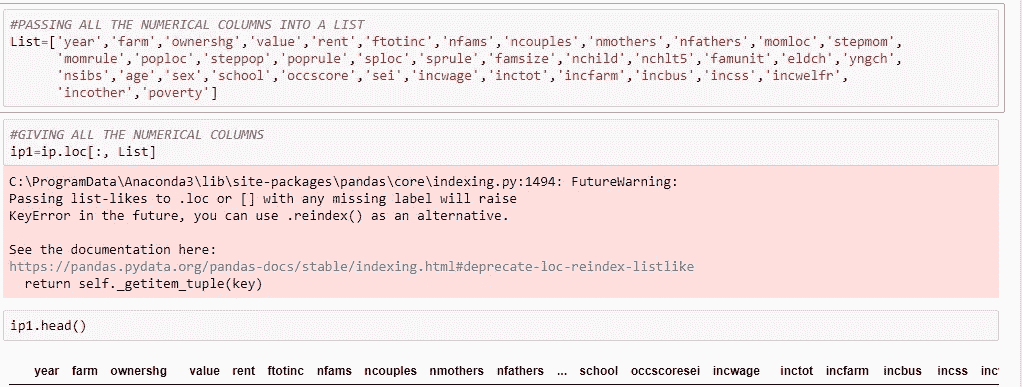 #PASSING ALL THE NUMERICAL COLUMNS INTO A LIST
List=['year','farm','ownershg','value','rent','ftotinc','nfams','ncouples','nmothers','nfathers','momloc','stepmom',
'momrule','poploc','steppop','poprule','sploc','sprule','famsize','nchild','nchlt5','famunit','eldch','yngch',
'nsibs','age','sex','school','occscore','sei','incwage','inctot','incfarm','incbus','incss','incwelfr',
'incother','poverty']
#GIVING ALL THE NUMERICAL COLUMNS
ip1=ip.loc[:, List]
C:\ProgramData\Anaconda3\lib\site-packages\pandas\core\indexing.py:1494: FutureWarning:
Passing list-likes to .loc or [] with any missing label will raise
KeyError in the future, you can use .reindex() as an alternative.
See the documentation here:
https://pandas.pydata.org/pandas-docs/stable/indexing.html#deprecate-loc-reindex-listlike
return self._getitem_tuple(key)
ip1.head()
year farm ownershg value rent ftotinc nfams ncouples nmothers nfathers ... school occscoresei incwage inctot incfarm incbus incss inc